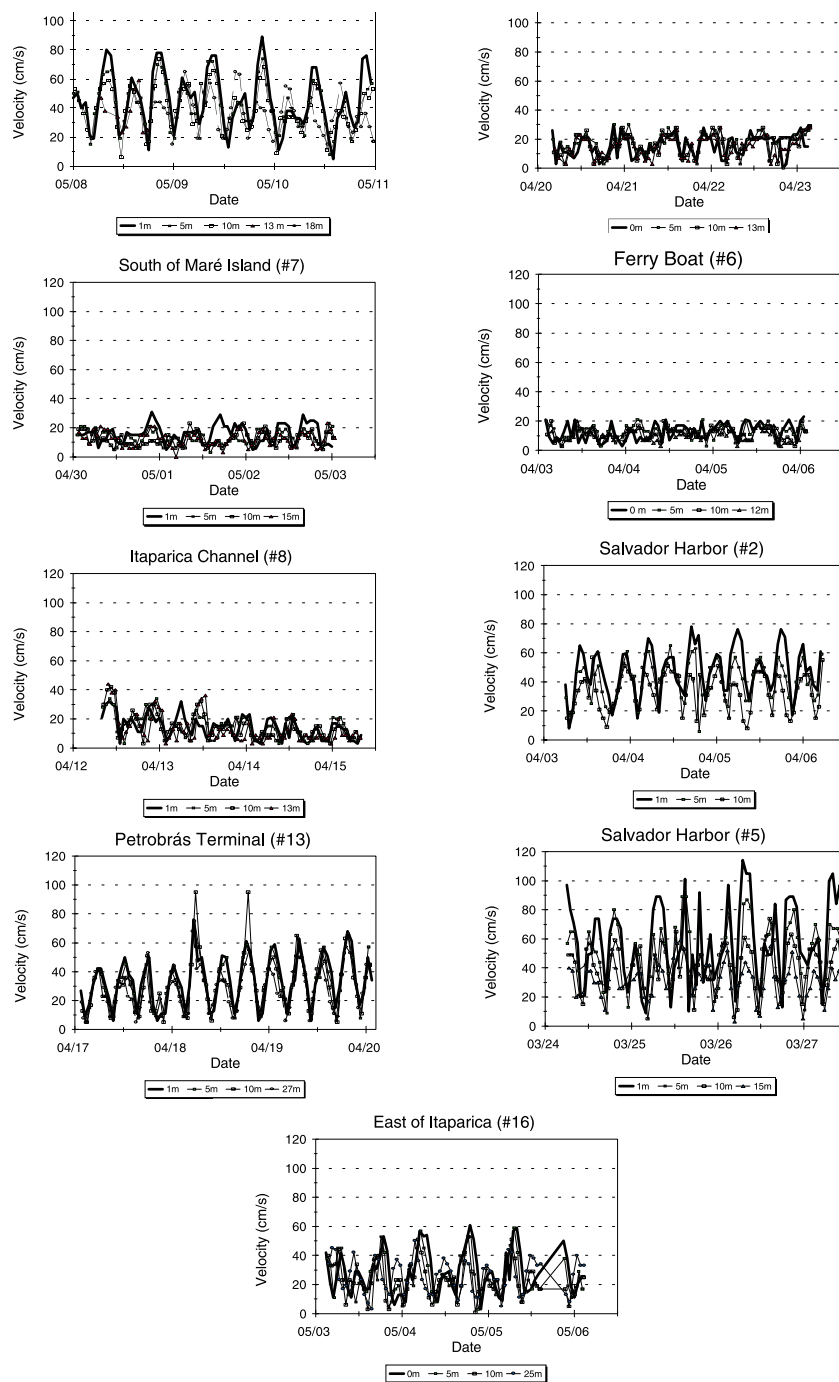 100
80
60
40
20
0
Velocity (cm/s)
05/08 05/09 05/10 05/11
Date
1m 5m 10m 13 m 18m
100
80
60
40
20
0
Velocity (cm/s)
04/20 04/21 04/22 04/23
Date
0m 5m 10m 13m
South of Maré Island (#7)
120
100
80
60
40
20
0
Velocity (cm/s)
04/30 05/01 05/02 05/03
Date
1m 5m 10m 15m
Ferry Boat (#6)
120
100
80
60
40
20
0
Velocity (cm/s)
04/03 04/04 04/05 04/06
Date
0 m 5m 10m 12m
Itaparica Channel (#8)
120
100
80
60
40
20
0
Velocity (cm/s)
04/12 04/13 04/14 04/15
Date
1m 5m 10m 13m
Salvador Harbor (#2)
120
100
80
60
40
20
0
Velocity (cm/s)
04/03 04/04 04/05 04/06
Date
1m 5m 10m
Petrobrás Terminal (#13)
120
100
80
60
40
20
0
Velocity (cm/s)
04/17 04/18 04/19 04/20
Date
1m 5m 10m 27m
Salvador Harbor (#5)
120
100
80
60
40
20
0
Velocity (cm/s)
03/24 03/25 03/26 03/27
Date
1m 5m 10m 15m
East of Itaparica (#16)
120
100
80
60
40
20
0
Velocity (cm/s)
05/03 05/04 05/05 05/06
Date
0m 5m 10m 25m